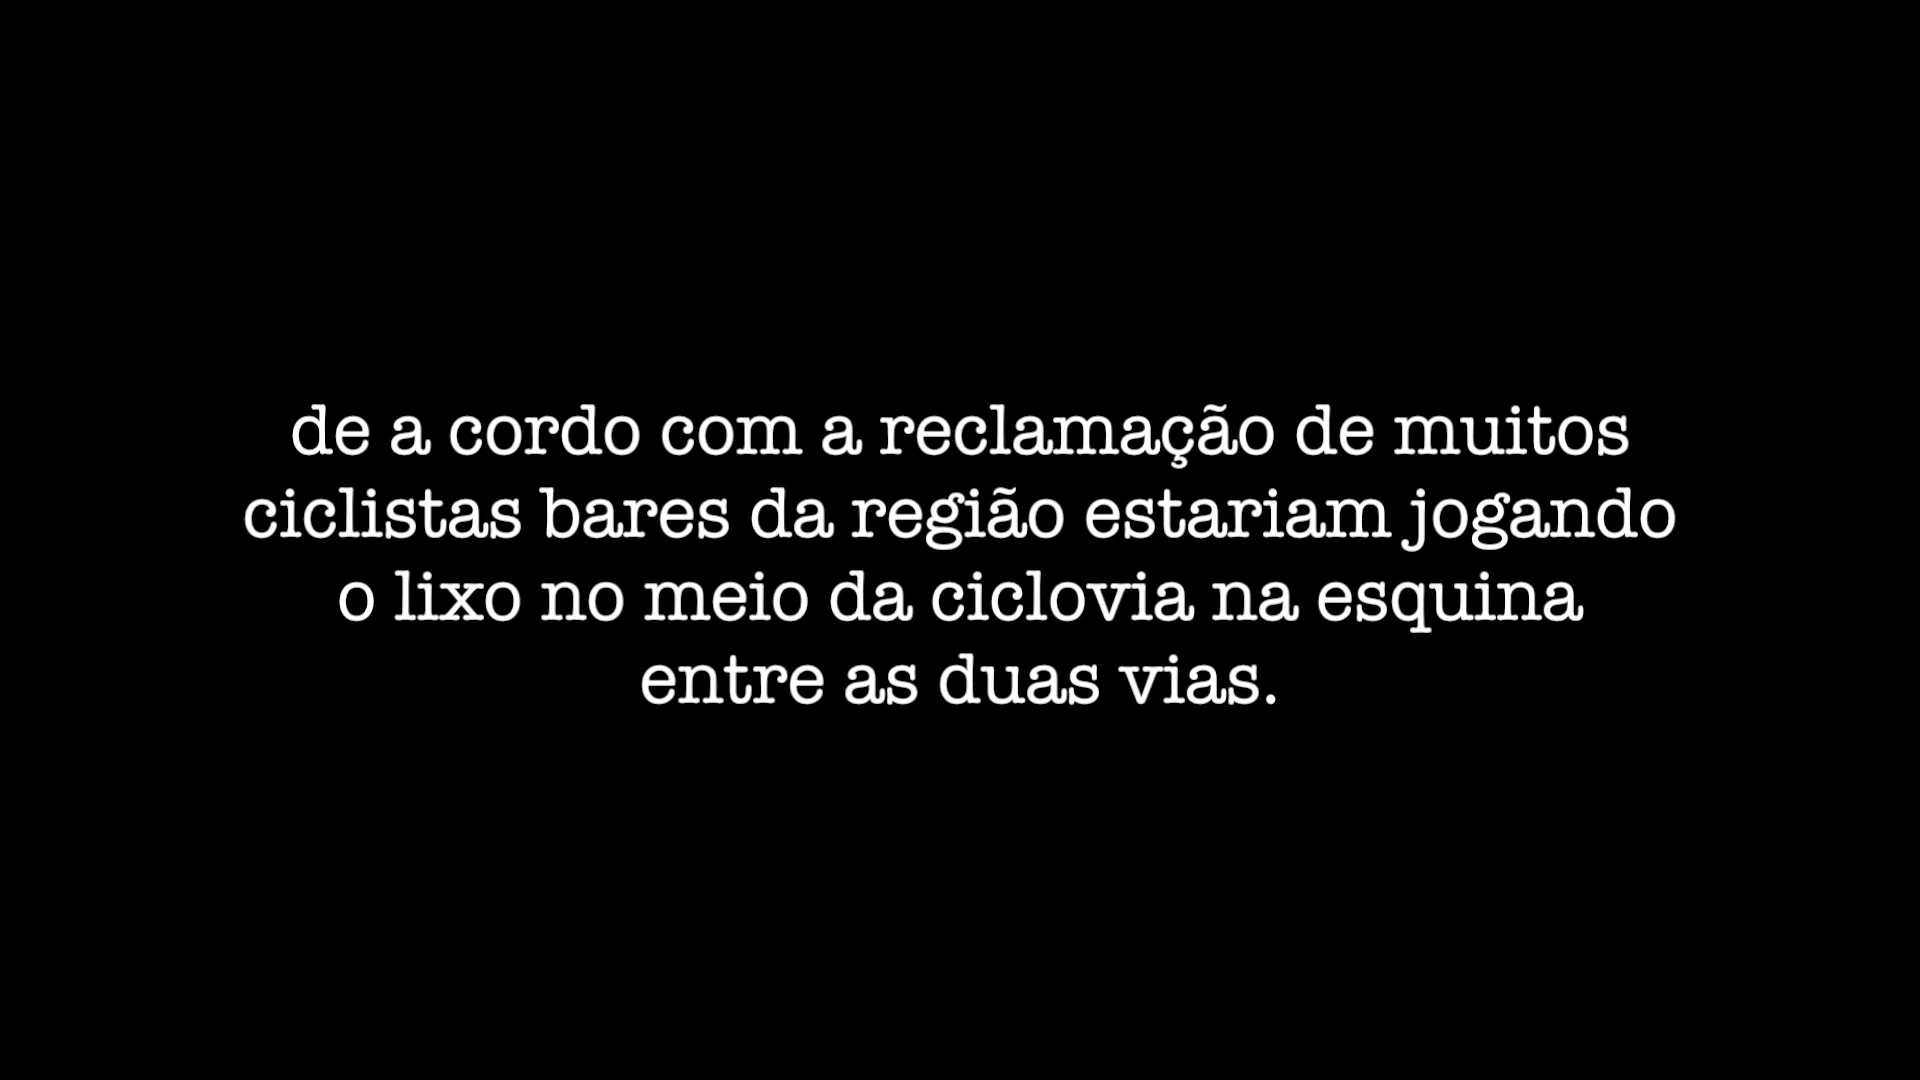 de a cordo com a reclamação de muitos
ciclistas bares da região estariam jogando
o lixo no meio da ciclovia na esquina
entre as duas vias.